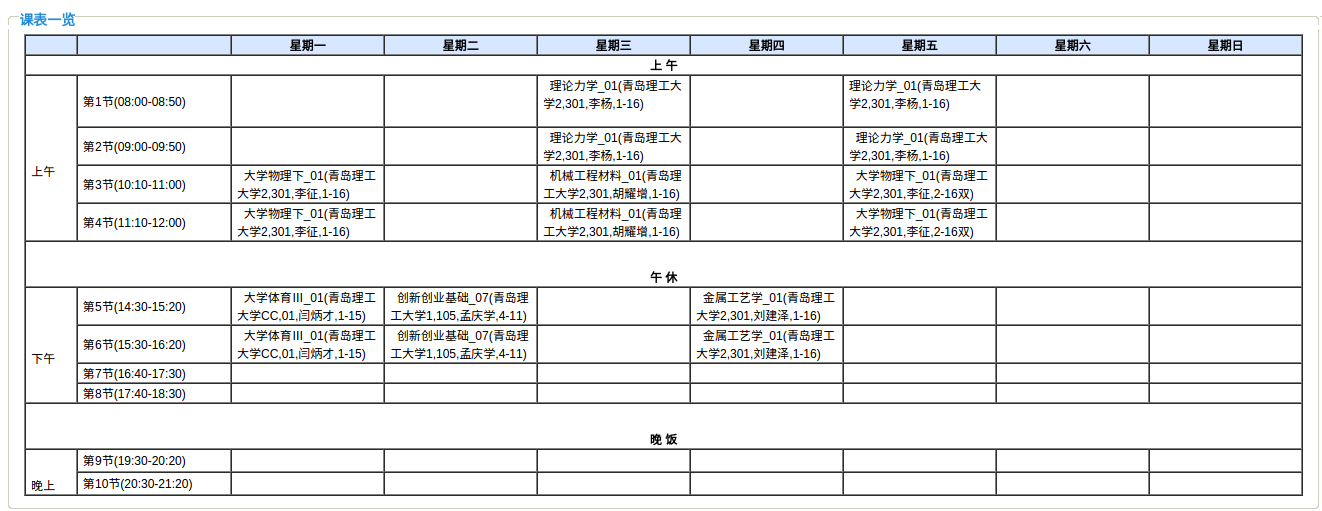 课表一览
星期一 星期二 星期三 星期四 星期五 星期六 星期日
上 午
上午
第1节(08:00-08:50)
理论力学_01(青岛理工大
学2,301,李杨,1-16)
理论力学_01(青岛理工大
学2,301,李杨,1-16)
第2节(09:00-09:50)
理论力学_01(青岛理工大
学2,301,李杨,1-16)
理论力学_01(青岛理工大
学2,301,李杨,1-16)
第3节(10:10-11:00)
大学物理下_01(青岛理工
大学2,301,李征,1-16)
机械工程材料_01(青岛理
工大学2,301,胡耀增,1-16)
大学物理下_01(青岛理工
大学2,301,李征,2-16双)
第4节(11:10-12:00)
大学物理下_01(青岛理工
大学2,301,李征,1-16)
机械工程材料_01(青岛理
工大学2,301,胡耀增,1-16)
大学物理下_01(青岛理工
大学2,301,李征,2-16双)
午 休
下午
第5节(14:30-15:20)
大学体育III_01(青岛理工
大学CC,01,闫炳才,1-15)
创新创业基础_07(青岛理
工大学1,105,孟庆学,4-11)
金属工艺学_01(青岛理工
大学2,301,刘建泽,1-16)
第6节(15:30-16:20)
大学体育III_01(青岛理工
大学CC,01,闫炳才,1-15)
创新创业基础_07(青岛理
工大学1,105,孟庆学,4-11)
金属工艺学_01(青岛理工
大学2,301,刘建泽,1-16)
第7节(16:40-17:30)
第8节(17:40-18:30)
晚 饭
晚上
第9节(19:30-20:20)
第10节(20:30-21:20)